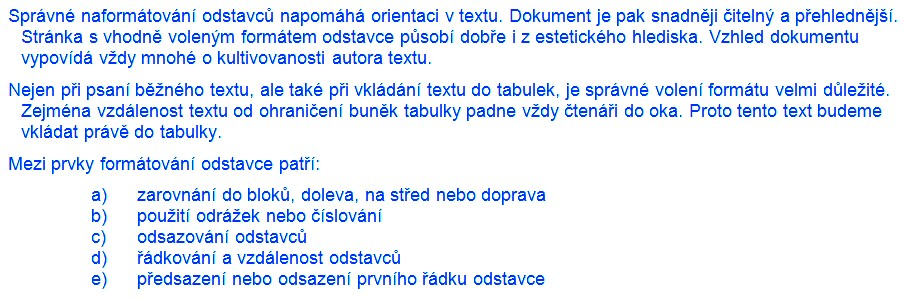 Správné naformátování odstavců napomáhá orientaci v textu. Dokument je pak snadněji čitelný a přehlednější.
Stránka s vhodně voleným formátem odstavce působí dobře i z estetického hlediska. Vzhled dokumentu
vypovídá vždy mnohé o kultivovanosti autora textu.
Nejen při psaní běžného textu, ale také při vkládání textu do tabulek, je správné volení formátu velmi důležité.
Zejména vzdálenost textu od ohraničení buněk tabulky padne vždy čtenáři do oka. Proto tento text budeme
vkládat právě do tabulky.
Mezi prvky formátování odstavce patří:
a) zarovnání do bloků, doleva, na střed nebo doprava
b) použití odrážek nebo číslování
c) odsazování odstavců
d) řádkování a vzdálenost odstavců
e) předsazení nebo odsazení prvního řádku odstavce